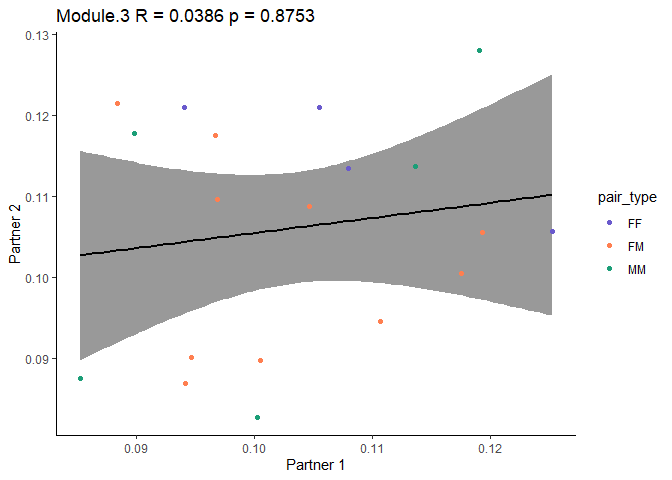 Module.3 R = 0.0386 p = 0.8753
0.13
0.12
0.11
0.10
0.09
Partner 2
0.09
0.10
0.11
0.12
Partner 1
pair_type
FF
FM
MM